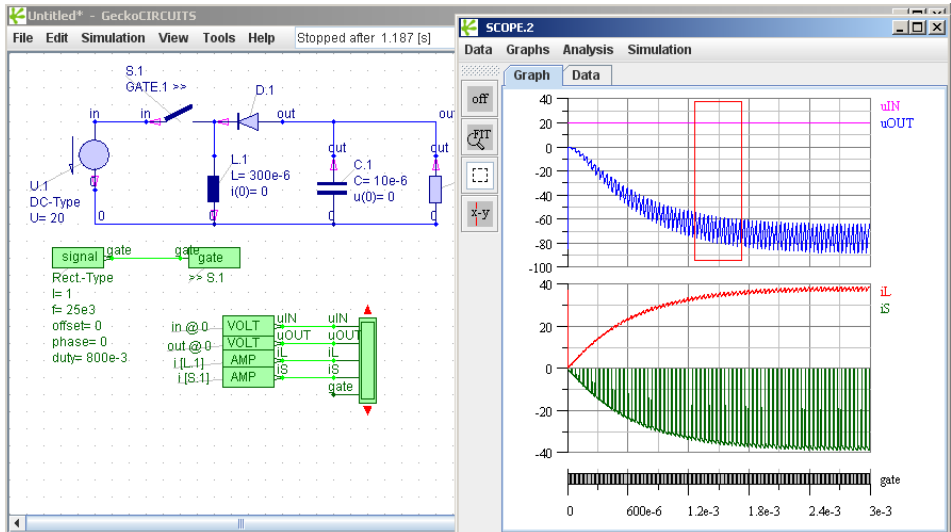 Untitled* - GeckoCIRCUITS
File Edit Simulation View Tools Help Stopped after 1.187 [s]
S.1
GATE.1 >>
D.1
in in out out
out out
L.1
L= 300e-6
i(0)= 0
C.1
C= 10e-6
u(0)= 0
U.1
DC-Type
U= 20
0 0 0 0 0 0
signal gate gate gate
Rect.-Type >> S.1
I= 1
f= 25e3
offset= 0
phase= 0
duty= 800e-3
in @ 0 VOLT uIN uIN
out @ 0 VOLT uOUT uOUT
i.[L.1] AMP iL iL
i.[S.1] AMP iS iS
gate
SCOPE.2
Data Graphs Analysis Simulation
Graph Data
off
FIT
x-y
40
20
0
-20
-40
-60
-80
-100
uIN
uOUT
40
20
0
-20
-40
iL
iS
gate
0 600e-6 1.2e-3 1.8e-3 2.4e-3 3e-3